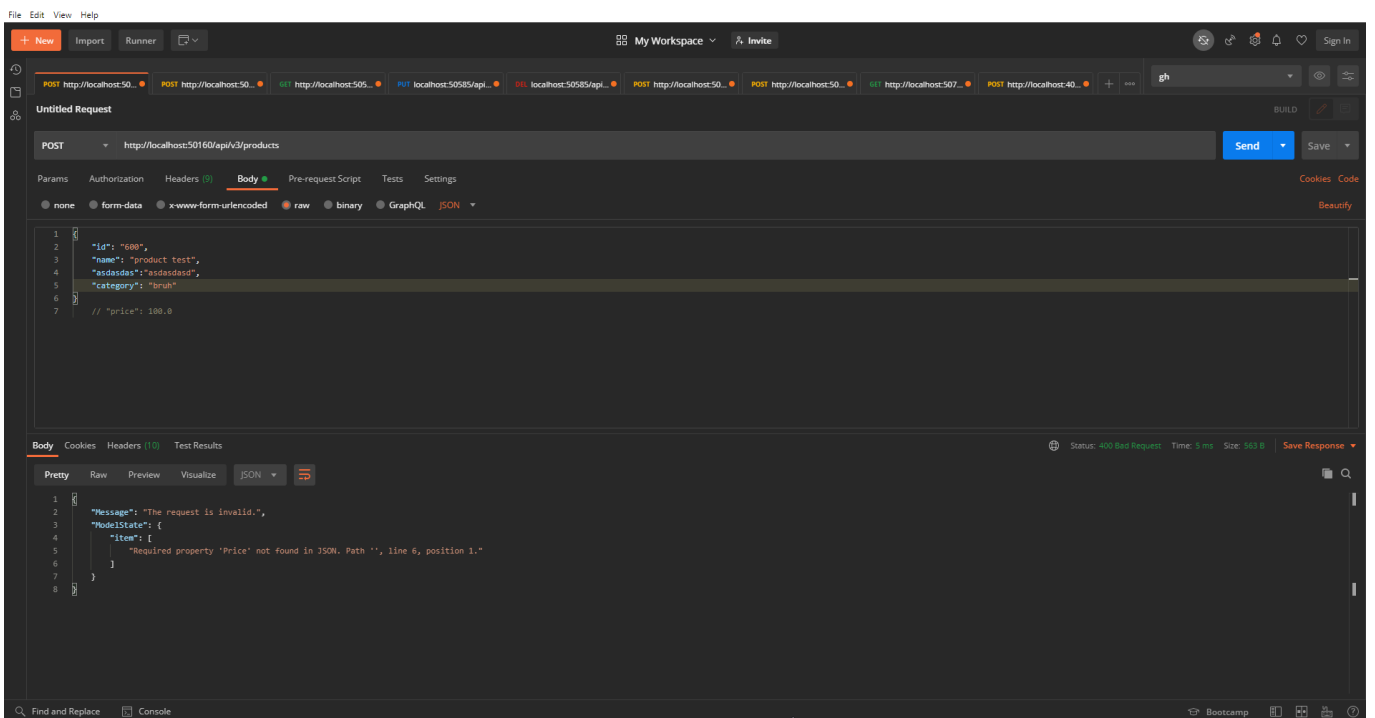 File Edit View Help
+ New Import Runner My Workspace Invite Sign In
POST http://localhost:50... POST http://localhost:50... GET http://localhost:505... PUT localhost:50585/api... DEL localhost:50585/api... POST http://localhost:50... POST http://localhost:50... GET http://localhost:507... POST http://localhost:40... + ooo gh
Untitled Request BUILD
POST http://localhost:50160/api/v3/products Send Save
Params Authorization Headers (9) Body Pre-request Script Tests Settings Cookies Code
none form-data x-www-form-urlencoded raw binary GraphQL JSON Beautify
1 {
2 "id": "600",
3 "name": "product test",
4 "asdasdas":"asdasdasd",
5 "category": "bruh"
6 }
7 // "price": 100.0
Body Cookies Headers (10) Test Results Status: 400 Bad Request Time: 5 ms Size: 563 B Save Response
Pretty Raw Preview Visualize JSON
1 {
2 "Message": "The request is invalid.",
3 "ModelState": {
4 "item": [
5 "Required property 'Price' not found in JSON. Path '', line 6, position 1."
6 ]
7 }
8 }
Find and Replace Console Bootcamp